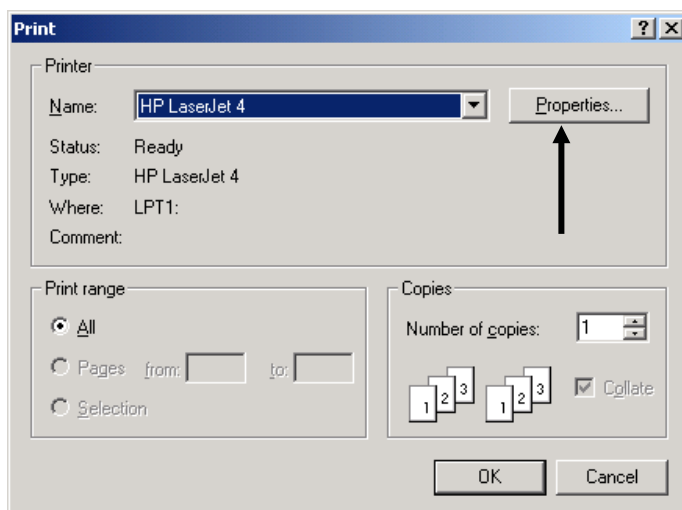 Print
Printer
Name: HP LaserJet 4 Properties...
Status: Ready
Type: HP LaserJet 4
Where: LPT1:
Comment:
Print range
All
Pages from: to:
Selection
Copies
Number of copies: 1
1 2 3 1 2 3
Collate
OK Cancel